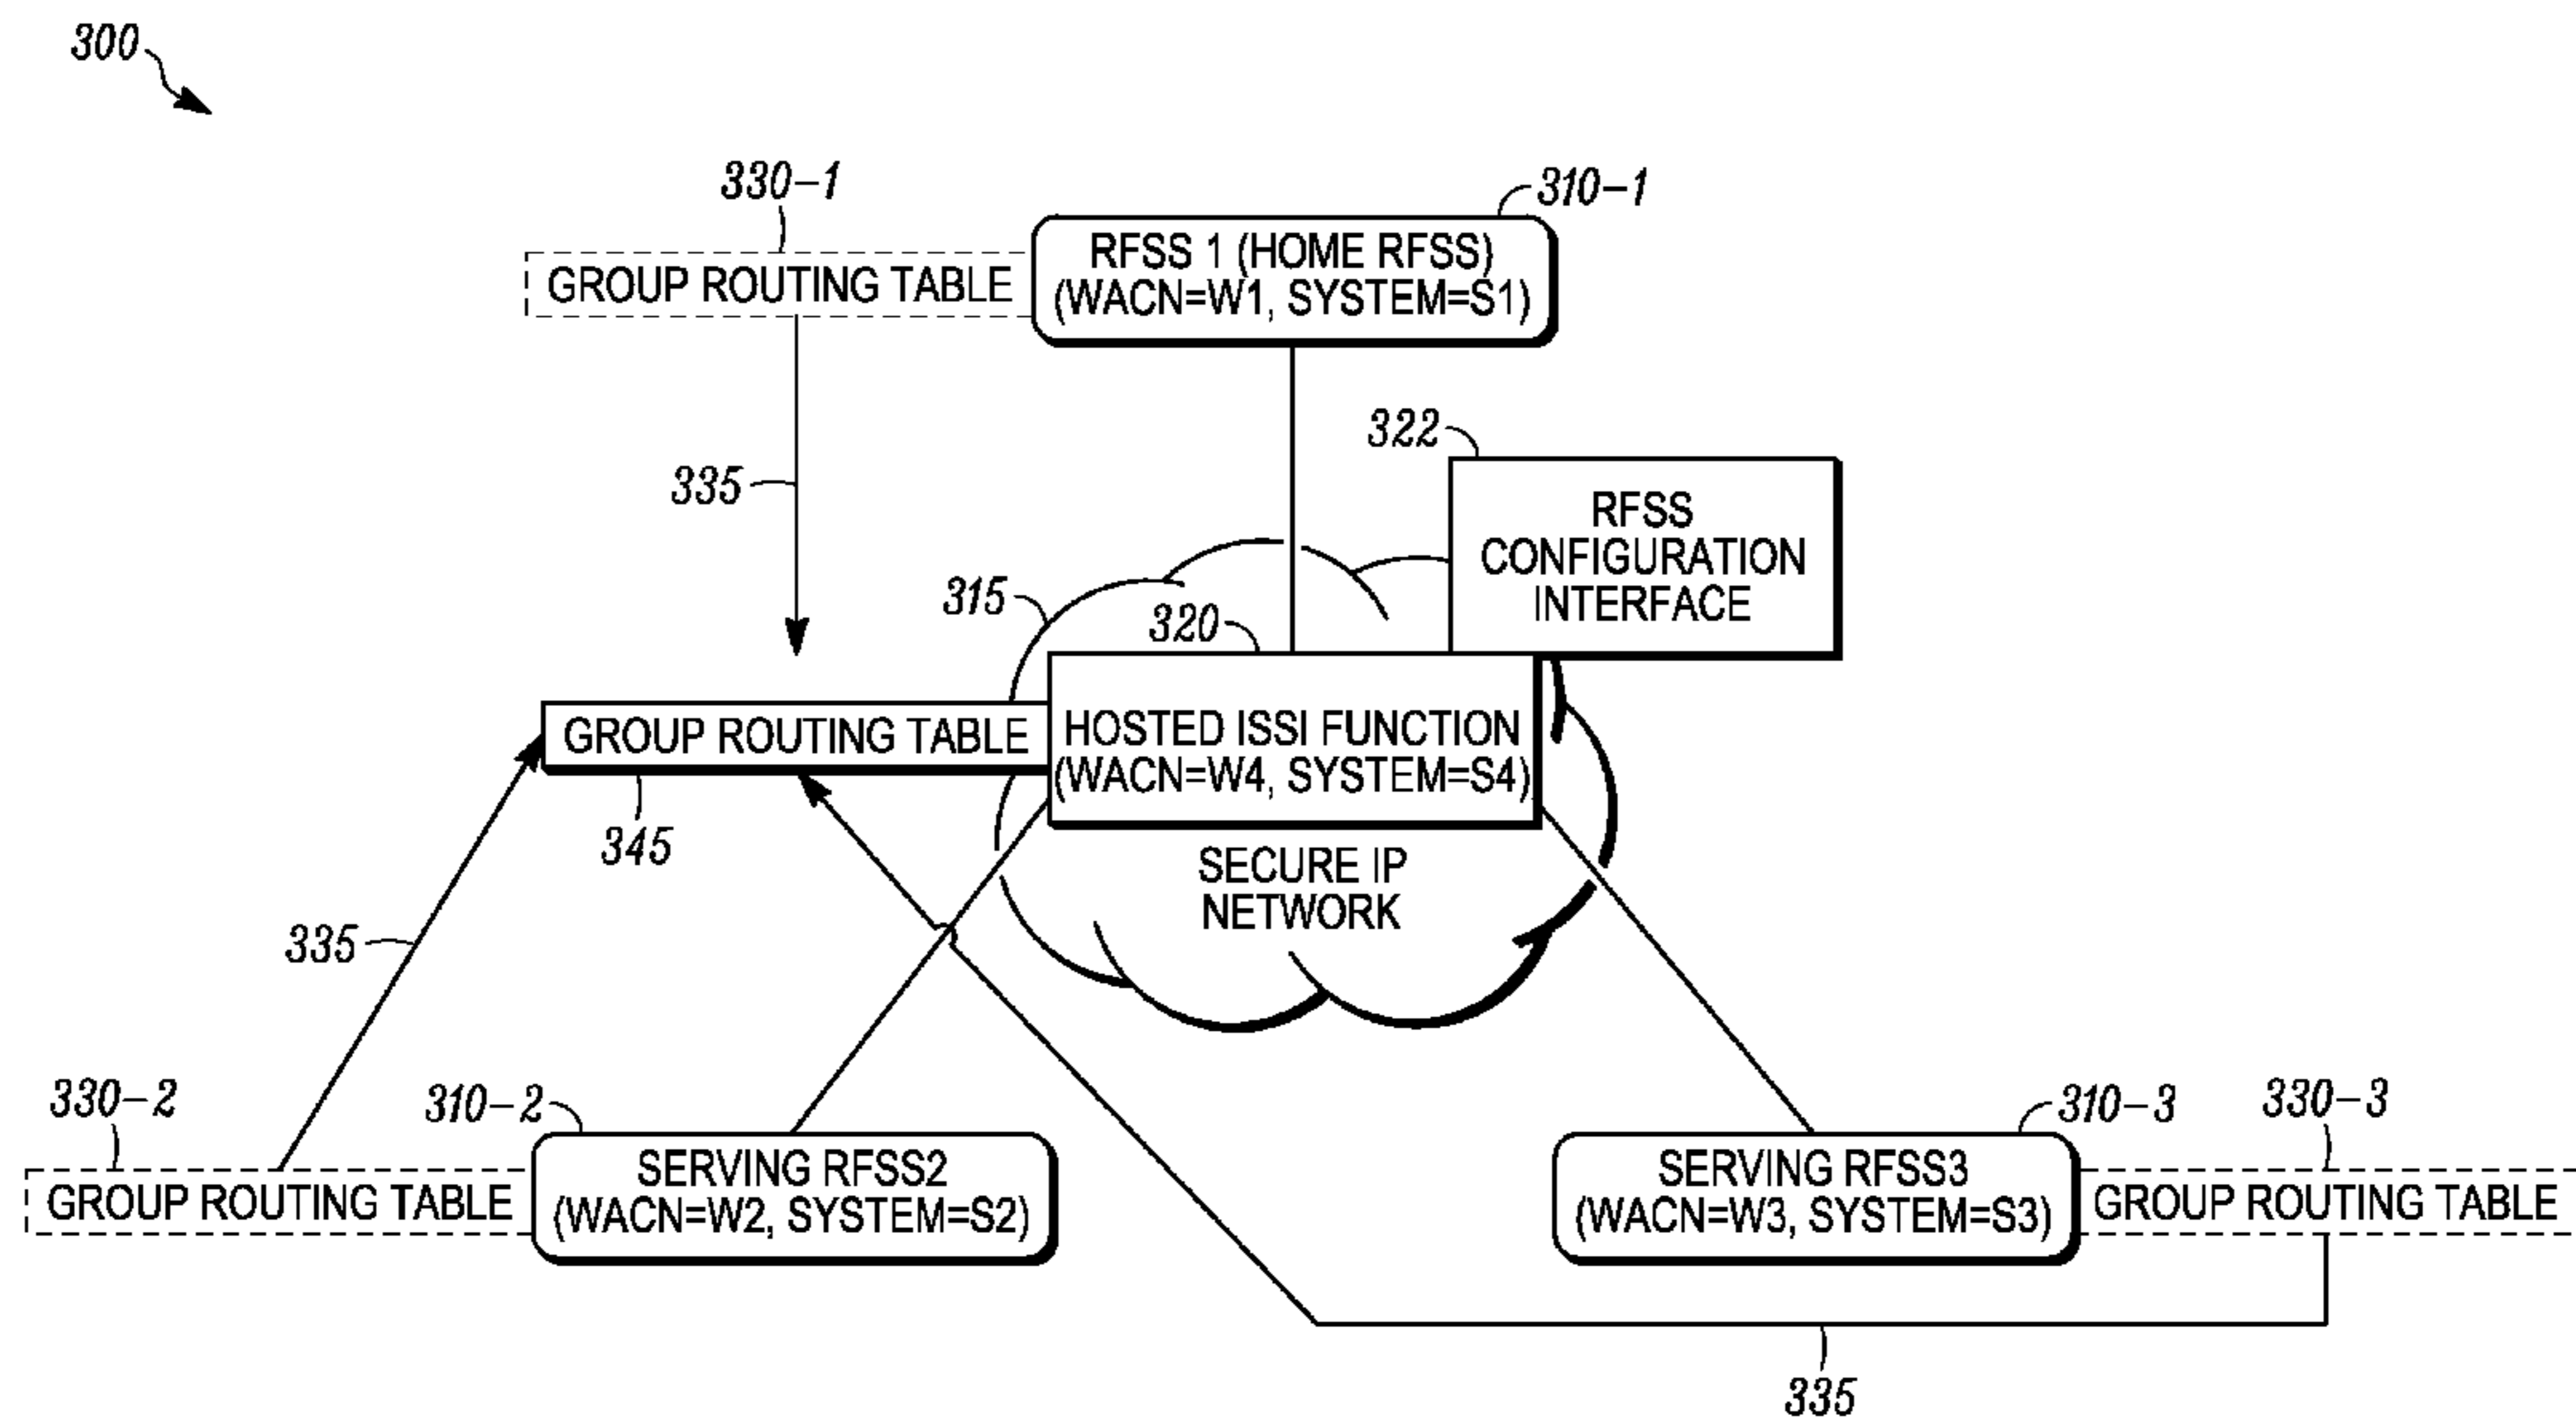 300
330-1
310-1
GROUP ROUTING TABLE
RFSS 1 (HOME RFSS)
(WACN=W1, SYSTEM=S1)
322
335
RFSS
CONFIGURATION
INTERFACE
315
320
GROUP ROUTING TABLE
HOSTED ISSI FUNCTION
(WACN=W4, SYSTEM=S4)
345
SECURE IP
NETWORK
335
330-2
310-2
310-3
330-3
GROUP ROUTING TABLE
SERVING RFSS2
(WACN=W2, SYSTEM=S2)
SERVING RFSS3
(WACN=W3, SYSTEM=S3)
GROUP ROUTING TABLE
335